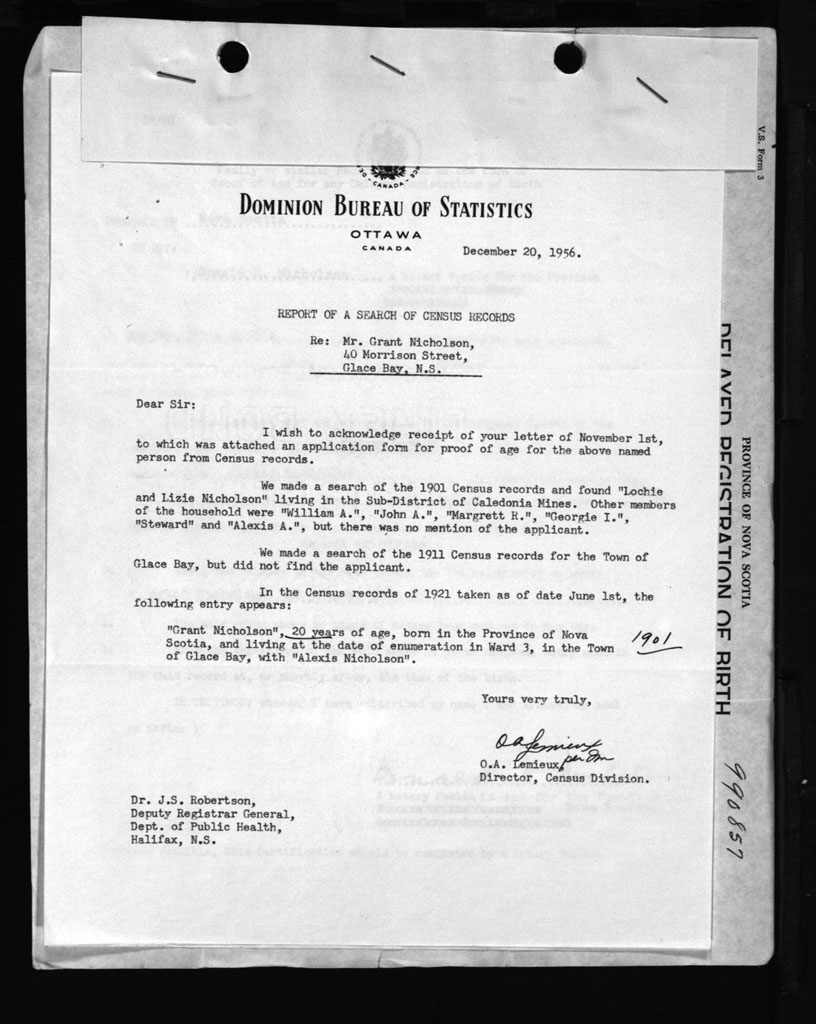 CANADA
DOMINION BUREAU OF STATISTICS
OTTAWA
CANADA
December 20, 1956.
REPORT OF A SEARCH OF CENSUS RECORDS
Re: Mr. Grant Nicholson,
40 Morrison Street,
Glace Bay, N.S.
Dear Sir:
I wish to acknowledge receipt of your letter of November 1st,
to which was attached an application form for proof of age for the above named
person from Census records.
We made a search of the 1901 Census records and found "Lochie
and Lizie Nicholson" living in the Sub-District of Caledonia Mines. Other members
of the household were "William A.", "John A.", "Margrett R.", "Georgie I.",
"Steward" and "Alexis A.", but there was no mention of the applicant.
We made a search of the 1911 Census records for the Town of
Glace Bay, but did not find the applicant.
In the Census records of 1921 taken as of date June 1st, the
following entry appears:
"Grant Nicholson", 20 years of age, born in the Province of Nova
Scotia, and living at the date of enumeration in Ward 3, in the Town
of Glace Bay, with "Alexis Nicholson".
1901
Yours very truly,
O A Lemieux
per
O.A. Lemieux,
Director, Census Division.
Dr. J.S. Robertson,
Deputy Registrar General,
Dept. of Public Health,
Halifax, N.S.
V.S. Form 3
PROVINCE OF NOVA SCOTIA
DELAYED REGISTRATION OF BIRTH
990857